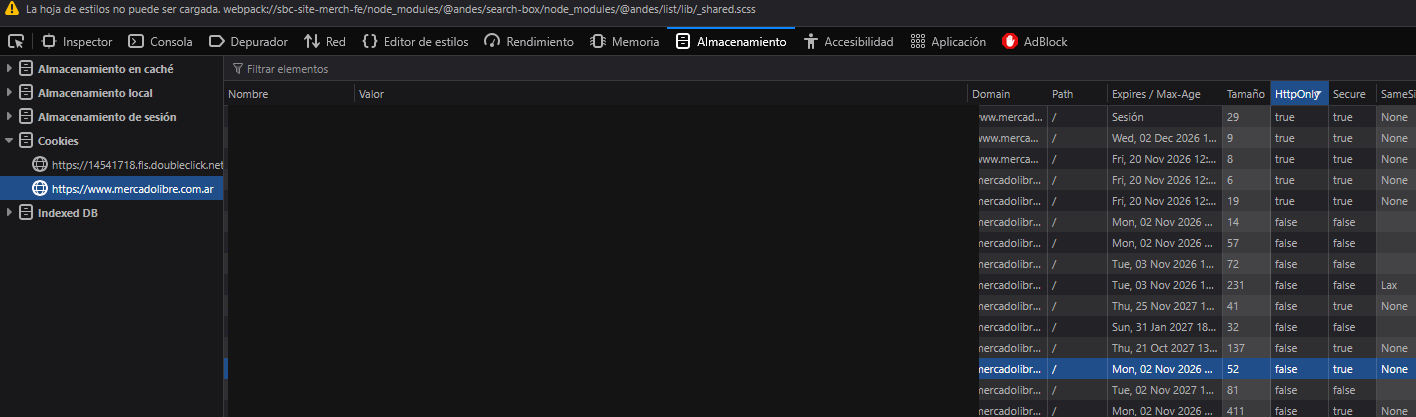 La hoja de estilos no puede ser cargada. webpack://sbc-site-merch-fe/node_modules/@andes/search-box/node_modules/@andes/list/lib/_shared.scss
Inspector Consola Depurador Red Editor de estilos Rendimiento Memoria Almacenamiento Accesibilidad Aplicación AdBlock
Almacenamiento en caché
Almacenamiento local
Almacenamiento de sesión
Cookies
https://14541718.fls.doubleclick.net
https://www.mercadolibre.com.ar
Indexed DB
Filtrar elementos
Nombre Valor Domain Path Expires / Max-Age Tamaño HttpOnly Secure SameSi
www.mercad... / Sesión 29 true true None
www.merca... / Wed, 02 Dec 2026 1... 9 true true None
www.merca... / Fri, 20 Nov 2026 12:... 8 true true None
mercadolibr... / Fri, 20 Nov 2026 12:... 6 true true None
mercadolibr... / Fri, 20 Nov 2026 12:... 19 true true None
mercadolibr... / Mon, 02 Nov 2026 ... 14 false false
mercadolibr... / Mon, 02 Nov 2026 ... 57 false false
mercadolibr... / Tue, 03 Nov 2026 1... 72 false false
mercadolibr... / Tue, 03 Nov 2026 1... 231 false false Lax
mercadolibr... / Thu, 25 Nov 2027 1... 41 false true None
mercadolibr... / Sun, 31 Jan 2027 18... 32 false false
mercadolibr... / Thu, 21 Oct 2027 13... 137 false true None
mercadolibr... / Mon, 02 Nov 2026 ... 52 false true None
mercadolibr... / Tue, 02 Nov 2027 1... 81 false false
mercadolibr... / Mon, 02 Nov 2026 ... 411 false true None